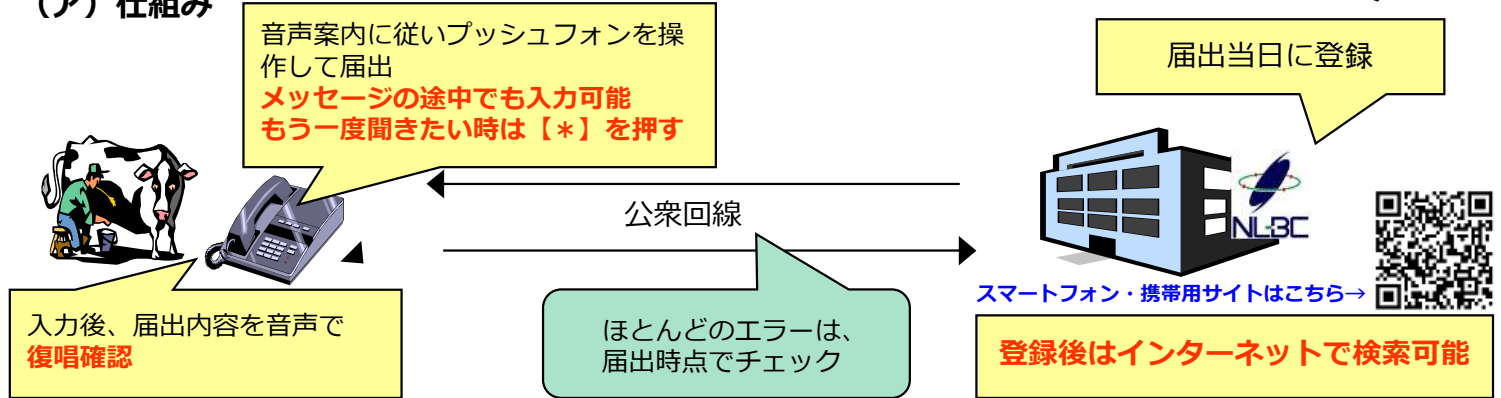 （ア）仕組み
音声案内に従いプッシュフォンを操
作して届出
メッセージの途中でも入力可能
もう一度聞きたい時は【＊】を押す
届出当日に登録
公衆回線
NLBC
スマートフォン・携帯用サイトはこちら→
入力後、届出内容を音声で
復唱確認
ほとんどのエラーは、
届出時点でチェック
登録後はインターネットで検索可能